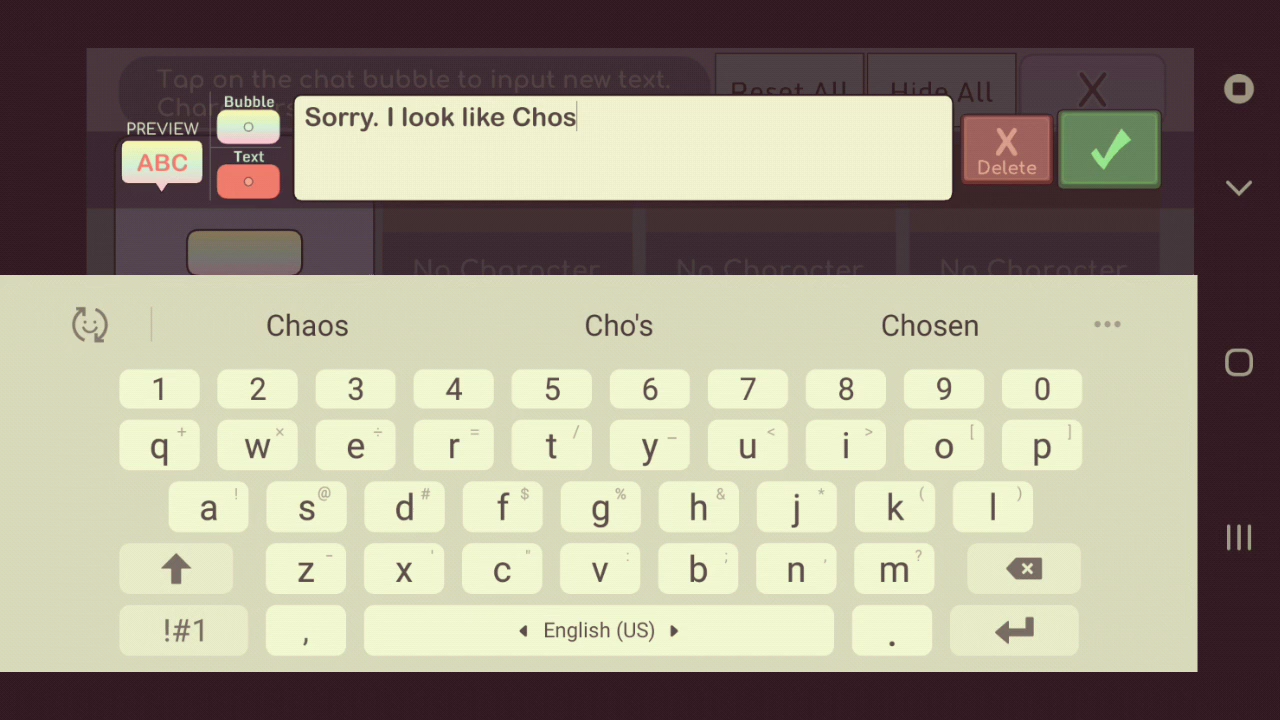 Tap on the chat bubble to input new text.
Reset All
Hide All
X
Bubble
PREVIEW
ABC
Text
Sorry. I look like Chos
X
Delete
No Character
No Character
No Character
Chaos
Cho's
Chosen
1 2 3 4 5 6 7 8 9 0
q + w × e ÷ r = t / y _ u < i > o [ p ]
a ! s @ d # f $ g % h & j * k ( l )
z - x ' c " v : b ; n , m ?
!#1 , English (US) .